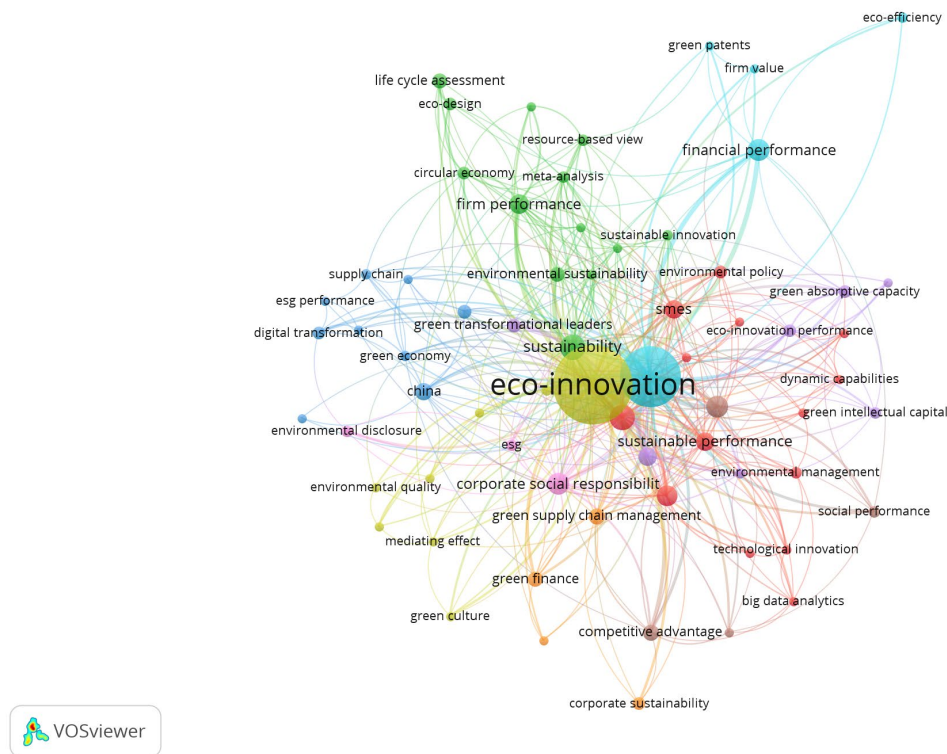 eco-efficiency
green patents
firm value
life cycle assessment
eco-design
resource-based view
financial performance
circular economy
meta-analysis
firm performance
sustainable innovation
supply chain
environmental sustainability
environmental policy
esg performance
green absorptive capacity
smes
digital transformation
green transformational leaders
eco-innovation performance
sustainability
green economy
eco-innovation
dynamic capabilities
china
green intellectual capital
environmental disclosure
esg
sustainable performance
environmental management
corporate social responsibilit
environmental quality
social performance
green supply chain management
mediating effect
technological innovation
green finance
big data analytics
green culture
competitive advantage
corporate sustainability
VOSviewer